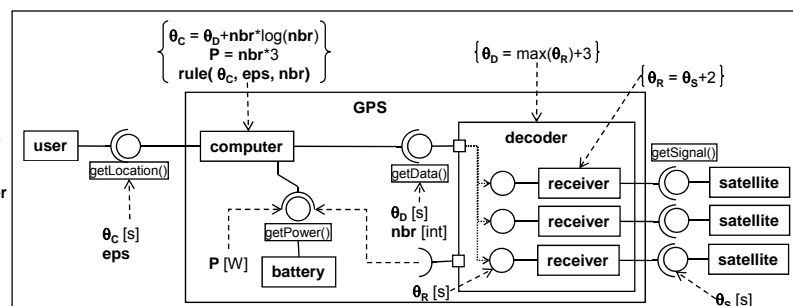 θC = θD+nbr*log(nbr)
P = nbr*3
rule( θC, eps, nbr)
{θD = max(θR)+3}
{θR = θS+2}
GPS
decoder
user
computer
getLocation()
getData()
getSignal()
receiver
satellite
receiver
satellite
receiver
satellite
θC [s]
eps
getPower()
θD [s]
nbr [int]
P [W]
battery
θR [s]
θS [s]
er